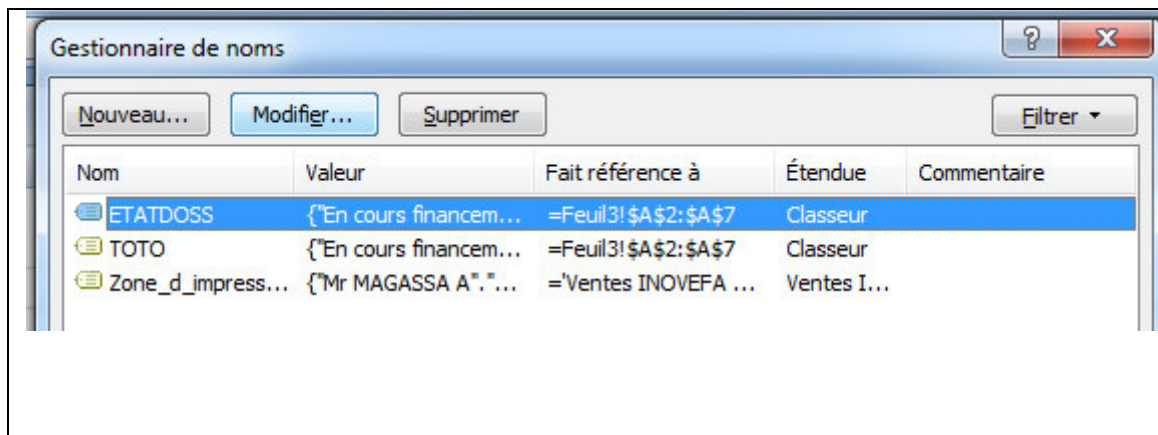 Gestionnaire de noms
Nouveau... Modifier... Supprimer Filtrer
Nom Valeur Fait référence à Étendue Commentaire
ETATDOSS {"En cours financem... =Feuil3!$A$2:$A$7 Classeur
TOTO {"En cours financem... =Feuil3!$A$2:$A$7 Classeur
Zone_d_impress... {"Mr MAGASSA A"."... ='Ventes INOVEFA ... Ventes I...